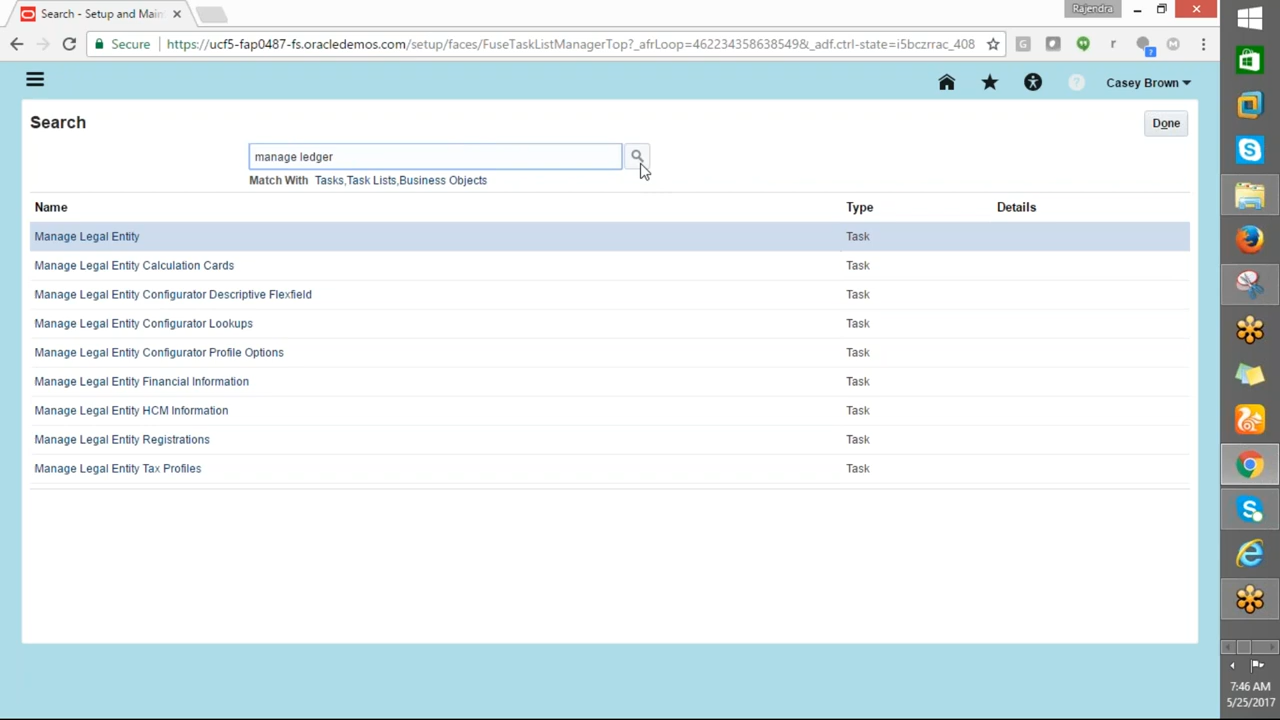 Search - Setup and Main
Rajendra
Secure
https://ucf5-fap0487-fs.oracledemos.com/setup/faces/FuseTaskListManagerTop?_afrLoop=462234358638549&_adf.ctrl-state=i5bczrrac_408
G
r
7
M
Casey Brown
Search
Done
manage ledger
Match With Tasks,Task Lists,Business Objects
Name Type Details
Manage Legal Entity Task
Manage Legal Entity Calculation Cards Task
Manage Legal Entity Configurator Descriptive Flexfield Task
Manage Legal Entity Configurator Lookups Task
Manage Legal Entity Configurator Profile Options Task
Manage Legal Entity Financial Information Task
Manage Legal Entity HCM Information Task
Manage Legal Entity Registrations Task
Manage Legal Entity Tax Profiles Task
7:46 AM
5/25/2017